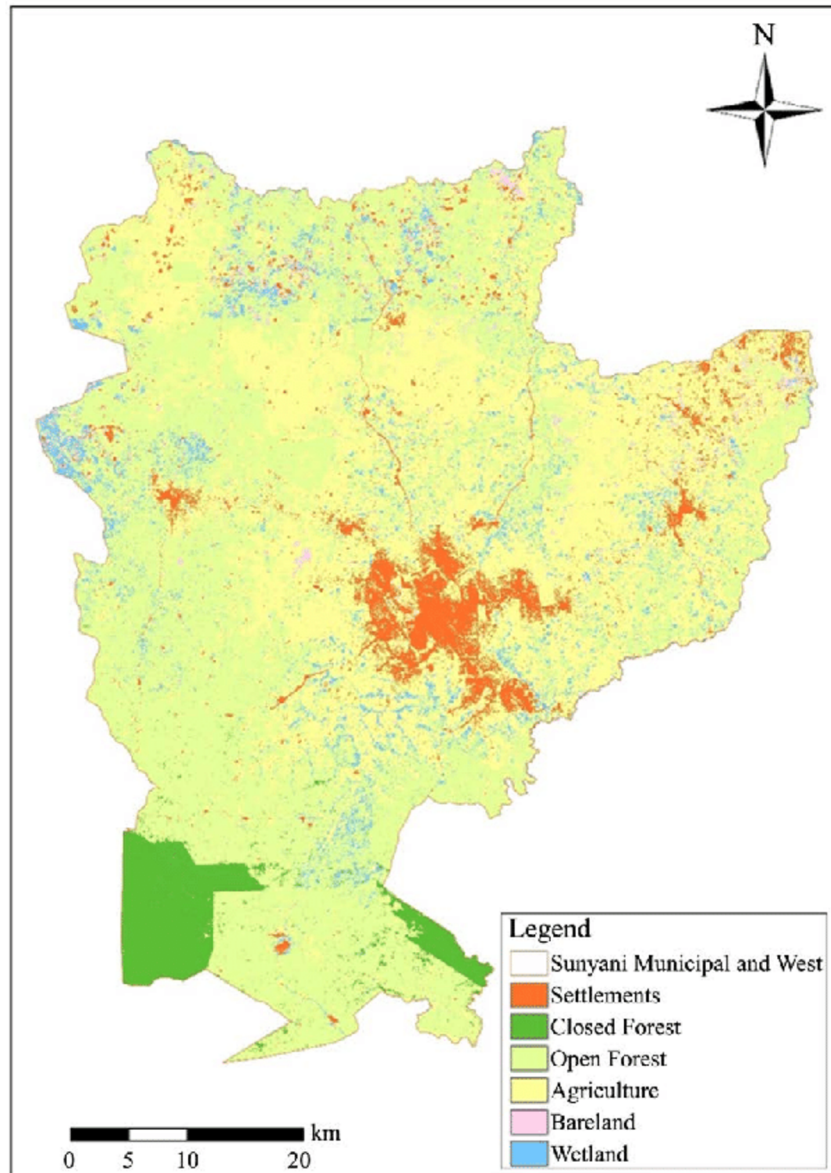 N
Legend
Sunyani Municipal and West
Settlements
Closed Forest
Open Forest
Agriculture
Bareland
Wetland
km
0 5 10 20